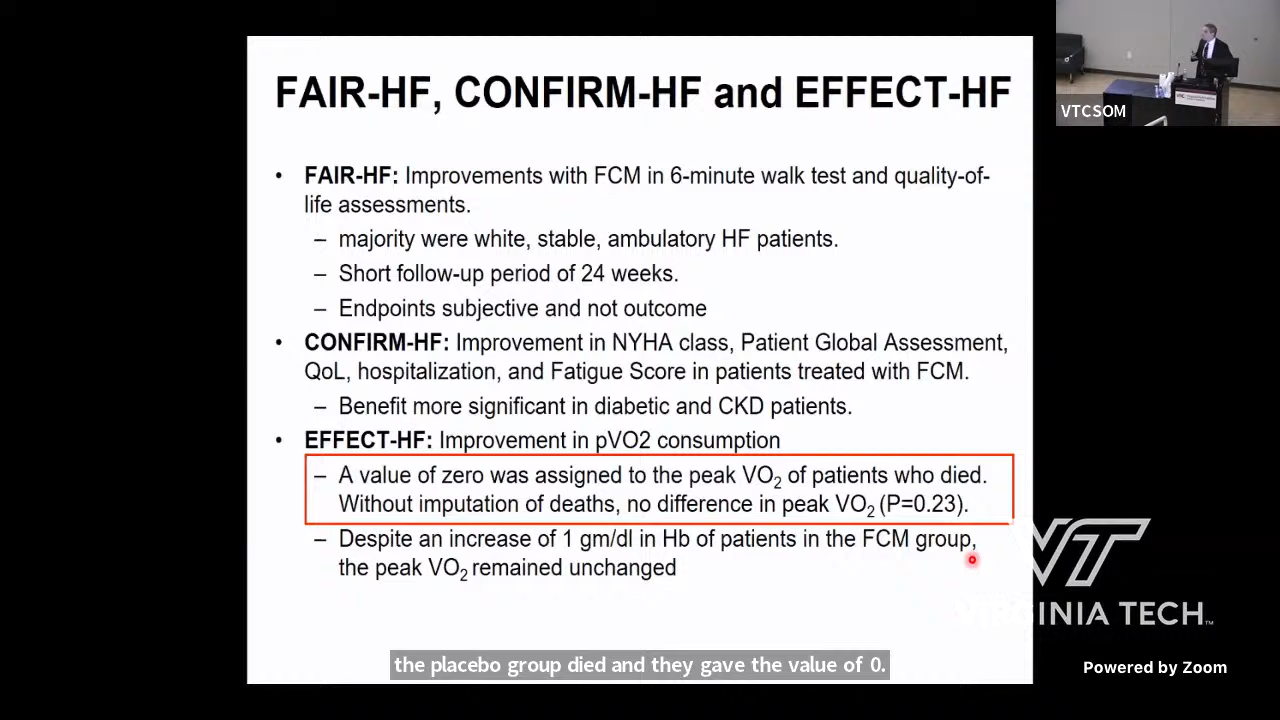 FAIR-HF, CONFIRM-HF and EFFECT-HF
• FAIR-HF: Improvements with FCM in 6-minute walk test and quality-of-
life assessments.
– majority were white, stable, ambulatory HF patients.
– Short follow-up period of 24 weeks.
– Endpoints subjective and not outcome
• CONFIRM-HF: Improvement in NYHA class, Patient Global Assessment,
QoL, hospitalization, and Fatigue Score in patients treated with FCM.
– Benefit more significant in diabetic and CKD patients.
• EFFECT-HF: Improvement in pVO2 consumption
– A value of zero was assigned to the peak VO2 of patients who died.
Without imputation of deaths, no difference in peak VO2 (P=0.23).
– Despite an increase of 1 gm/dl in Hb of patients in the FCM group,
the peak VO2 remained unchanged
the placebo group died and they gave the value of 0.
VTCSOM
VT
VIRGINIA TECH™
Powered by Zoom